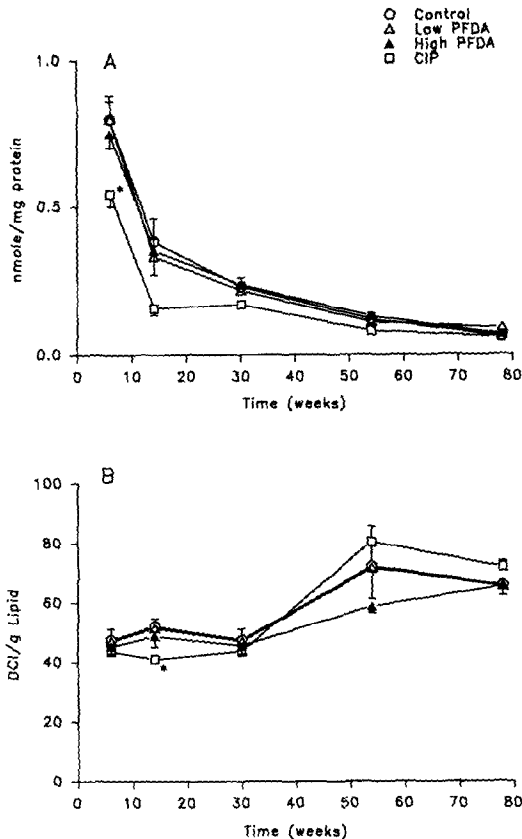 Control
Low PFDA
High PFDA
CIP
A
1.0
0.5
0.0
nmole/mg protein
*
0 10 20 30 40 50 60 70 80
Time (weeks)
B
100
80
60
40
20
0
DCI/g Lipid
*
0 10 20 30 40 50 60 70 80
Time (weeks)